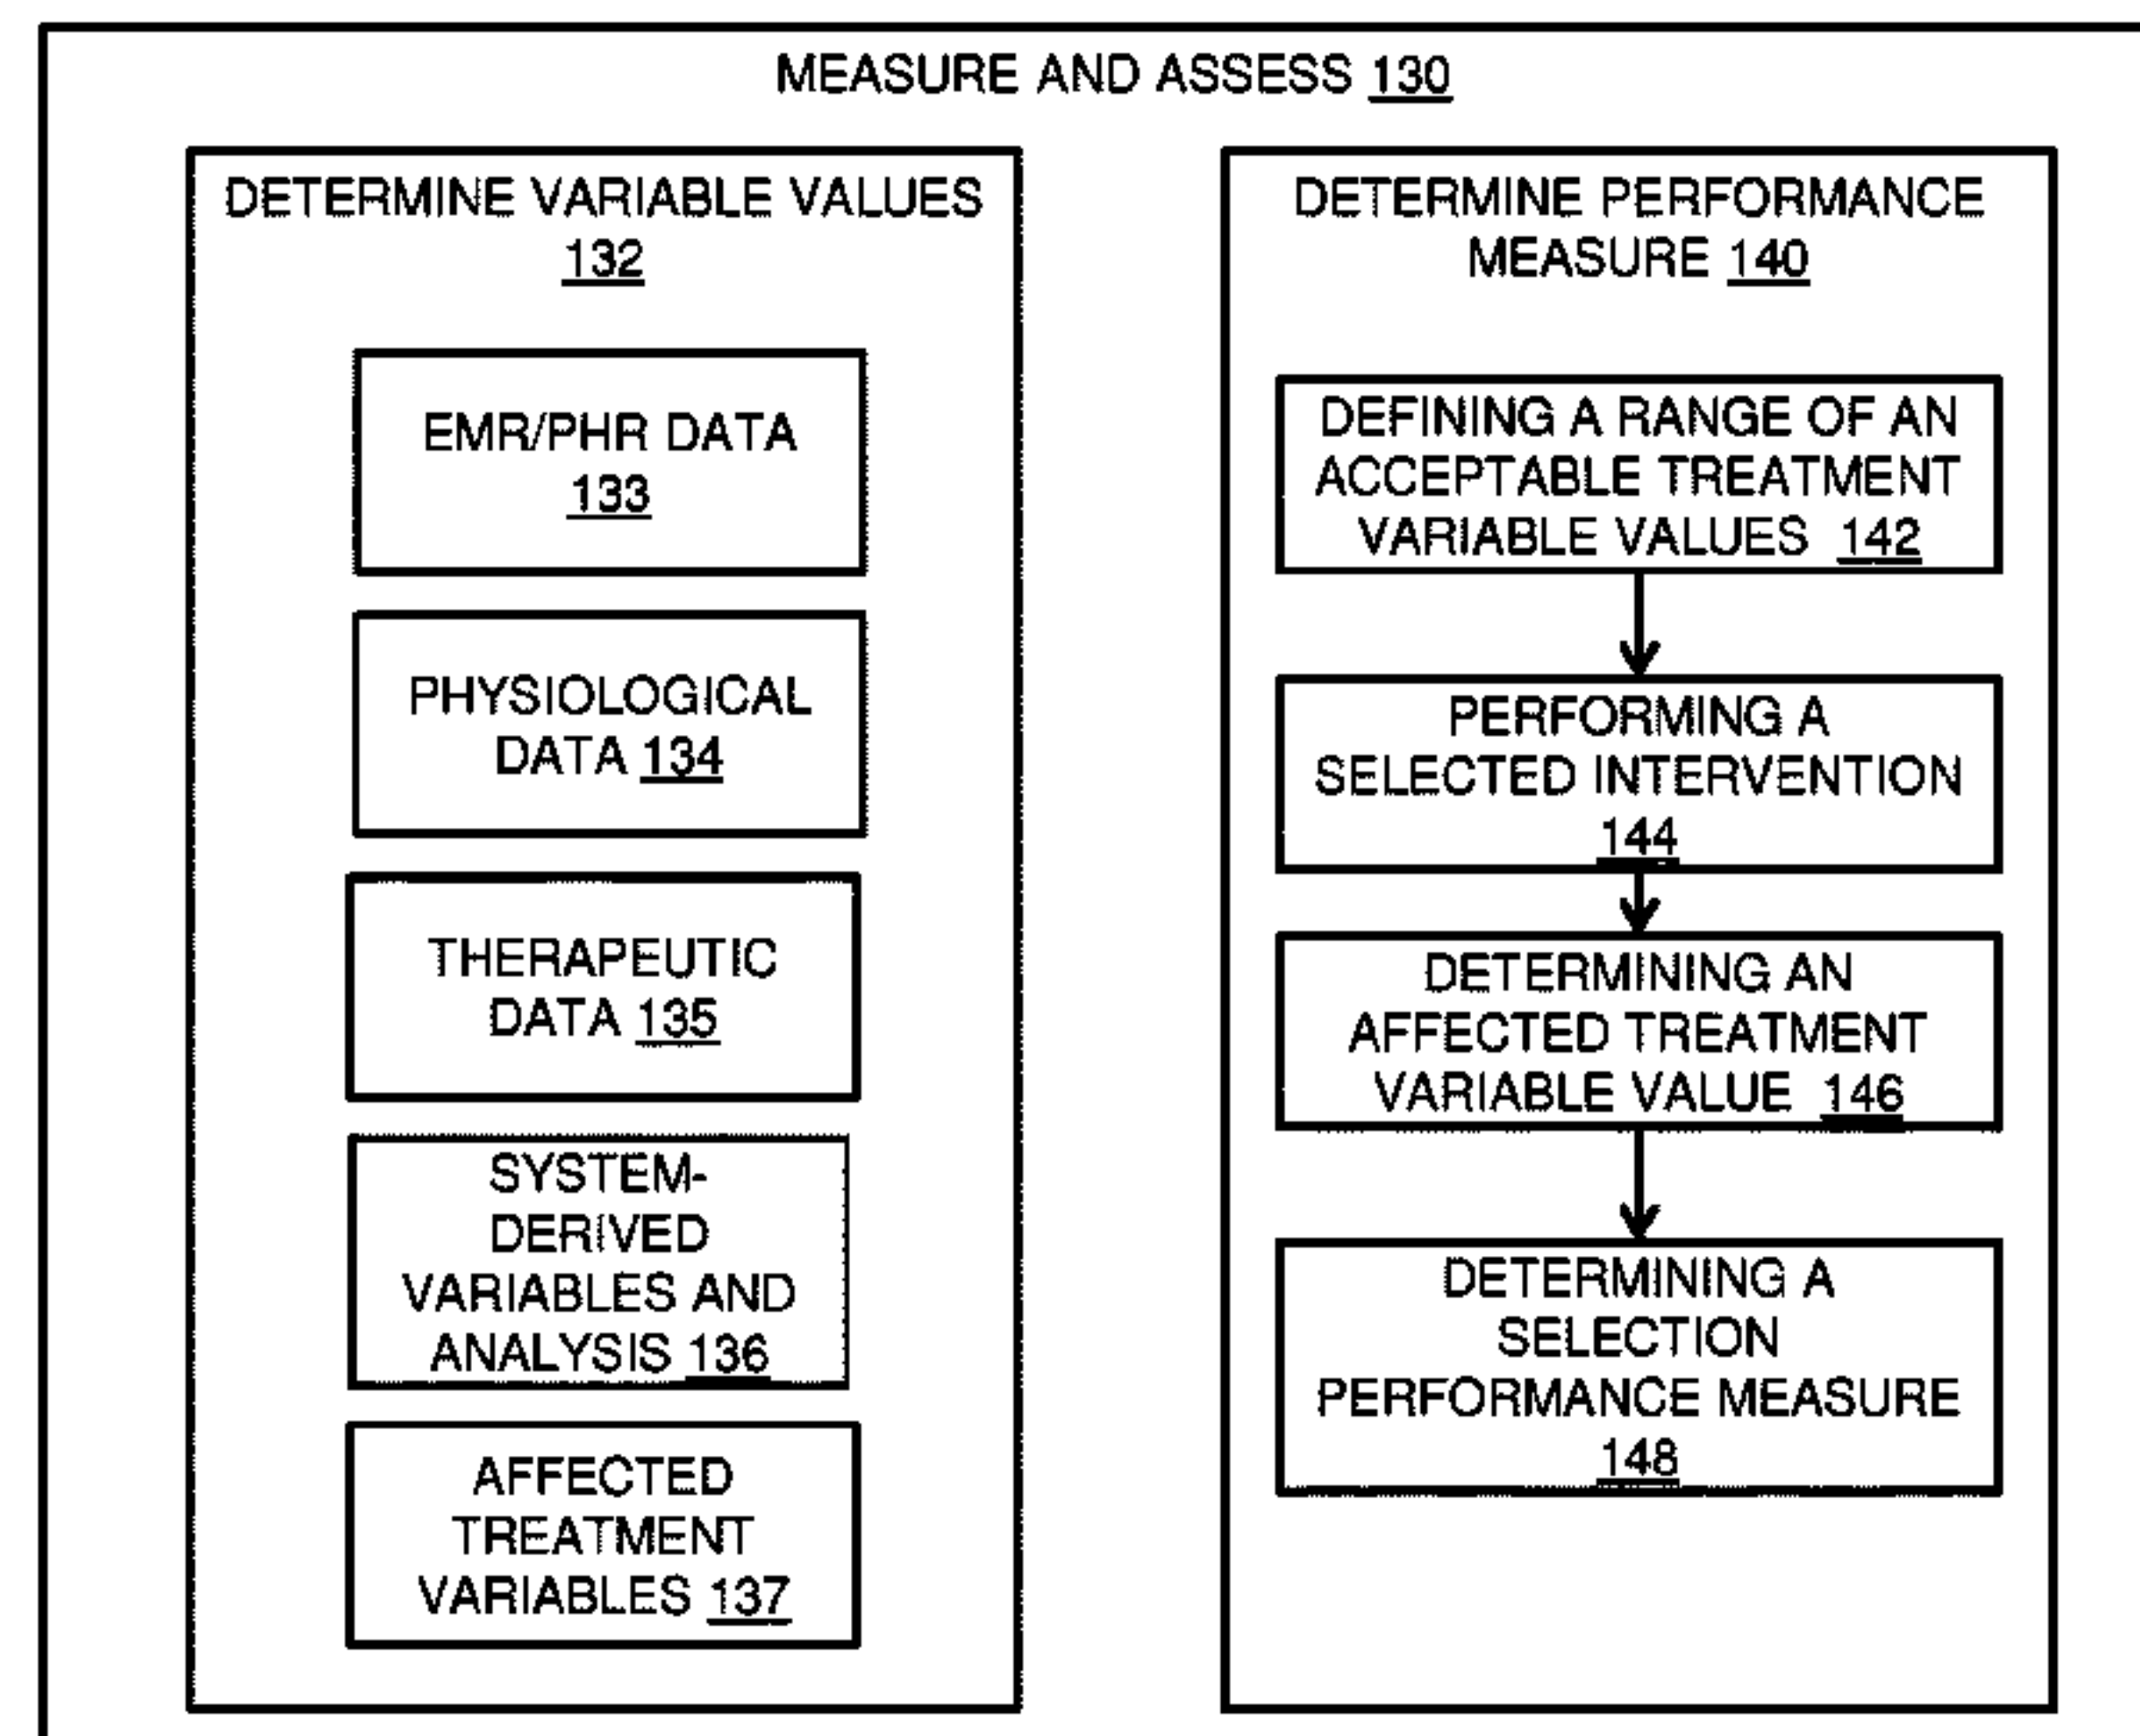 MEASURE AND ASSESS 130
DETERMINE VARIABLE VALUES
132
EMR/PHR DATA
133
PHYSIOLOGICAL
DATA 134
THERAPEUTIC
DATA 135
SYSTEM-
DERIVED
VARIABLES AND
ANALYSIS 136
AFFECTED
TREATMENT
VARIABLES 137
DETERMINE PERFORMANCE
MEASURE 140
DEFINING A RANGE OF AN
ACCEPTABLE TREATMENT
VARIABLE VALUES 142
PERFORMING A
SELECTED INTERVENTION
144
DETERMINING AN
AFFECTED TREATMENT
VARIABLE VALUE 146
DETERMINING A
SELECTION
PERFORMANCE MEASURE
148